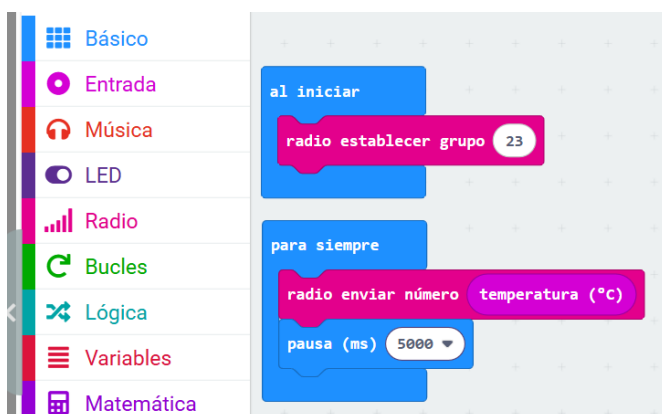 Básico
Entrada
Música
LED
Radio
Bucles
Lógica
Variables
Matemática
al iniciar
radio establecer grupo 23
para siempre
radio enviar número temperatura (°C)
pausa (ms) 5000